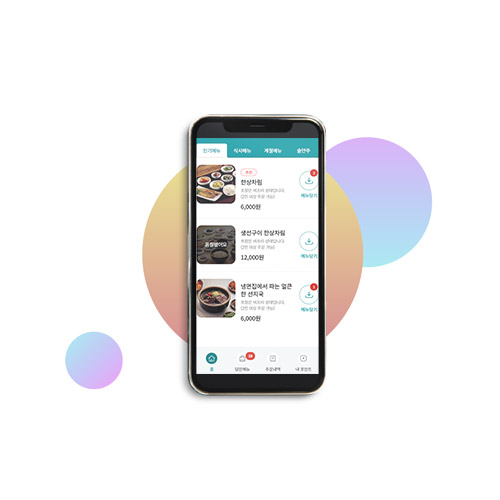 인기메뉴 식사메뉴 계절메뉴 술안주
추천
한상차림
6,000원
2
메뉴담기
품절됐어요
생선구이 한상차림
12,000원
메뉴담기
냉면집에서 파는 얼큰
한 선지국
6,000원
메뉴담기
홈 담은메뉴 주문내역 내 포인트